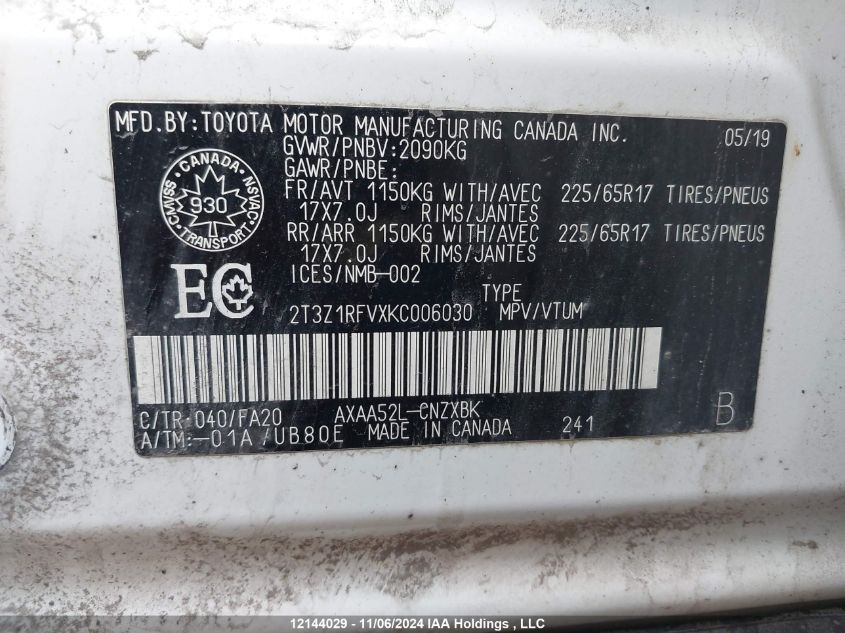 MFD.BY:TOYOTA MOTOR MANUFACTURING CANADA INC. 05/19
GVWR/PNBV:2090KG
GAWR/PNBE:
FR/AVT 1150KG WITH/AVEC 225/65R17 TIRES/PNEUS
17X7.0J RIMS/JANTES
RR/ARR 1150KG WITH/AVEC 225/65R17 TIRES/PNEUS
17X7.0J RIMS/JANTES
ICES/NMB-002
CANADA
CMVSS
930
NSVAC
TRANSPORT
EC
TYPE
2T3Z1RFVXKC006030 MPV/VTUM
C/TR:040/FA20 AXAA52L-CNZXBK
A/TM:-01A/UB80E MADE IN CANADA 241
B
12144029 - 11/06/2024 IAA Holdings , LLC